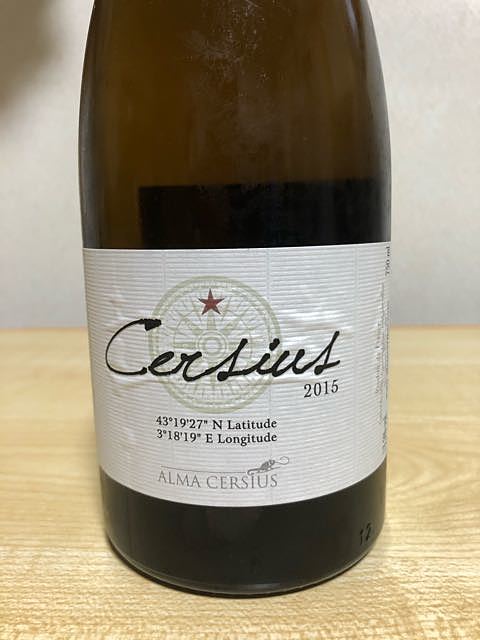 Cersius
2015
43°19'27" N Latitude
3°18'19" E Longitude
ALMA CERSIUS
750 ml
12